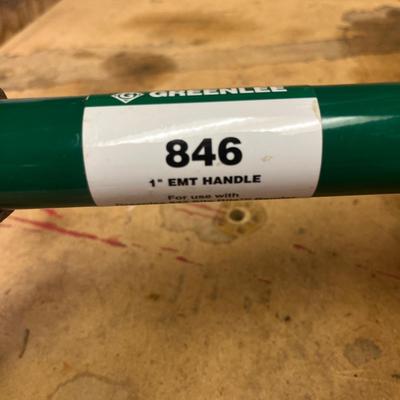 GREENLEE
846
1" EMT HANDLE
For use with